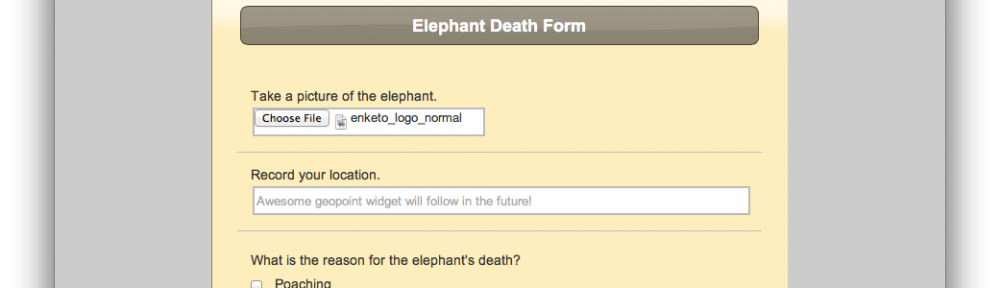 Elephant Death Form
Take a picture of the elephant.
Choose File enketo_logo_normal
Record your location.
Awesome geopoint widget will follow in the future!
What is the reason for the elephant's death?
Poaching